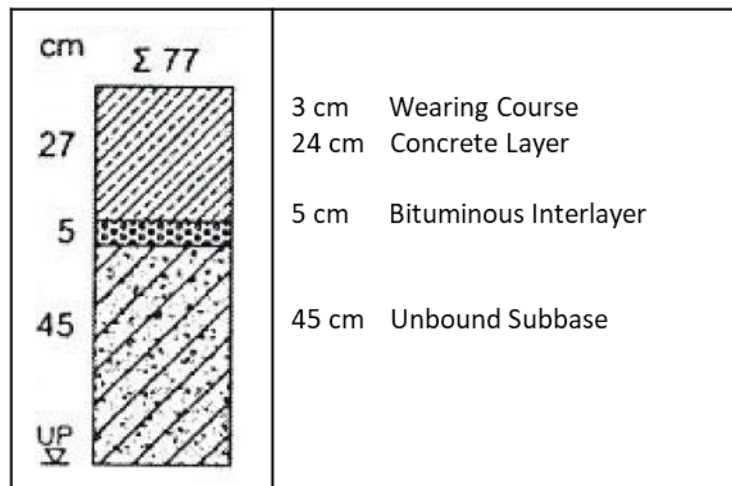 cm
Σ 77
27
5
45
UP
3 cm Wearing Course
24 cm Concrete Layer
5 cm Bituminous Interlayer
45 cm Unbound Subbase